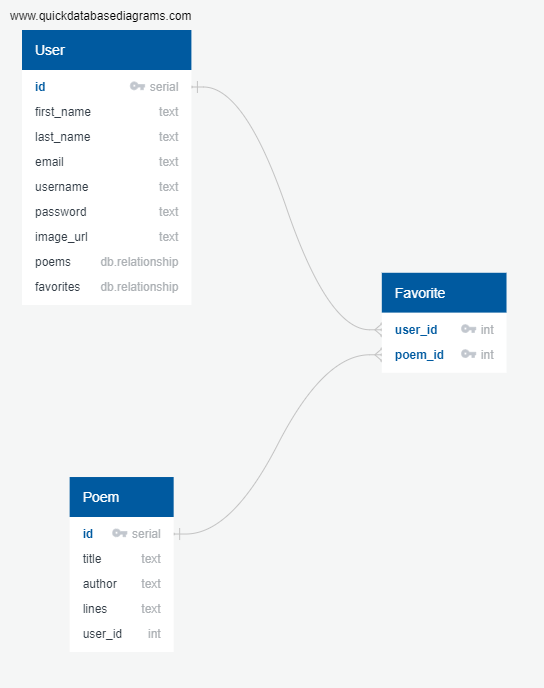 www.quickdatabasediagrams.com
User
id serial
first_name text
last_name text
email text
username text
password text
image_url text
poems db.relationship
favorites db.relationship
Favorite
user_id int
poem_id int
Poem
id serial
title text
author text
lines text
user_id int